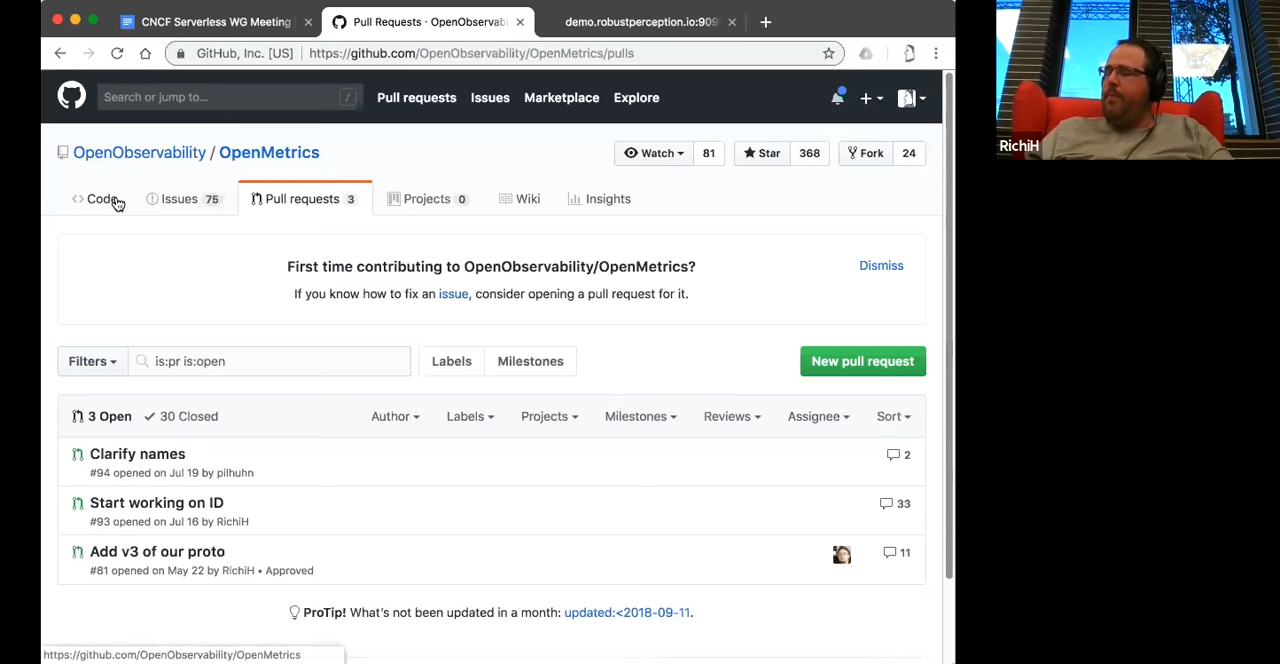 CNCF Serverless WG Meeting
Pull Requests · OpenObservabi
demo.robustperception.io:909
GitHub, Inc. [US] https://github.com/OpenObservability/OpenMetrics/pulls
Search or jump to... /
Pull requests Issues Marketplace Explore
OpenObservability / OpenMetrics
Watch 81 Star 368 Fork 24
Code Issues 75 Pull requests 3 Projects 0 Wiki Insights
First time contributing to OpenObservability/OpenMetrics?
Dismiss
If you know how to fix an issue, consider opening a pull request for it.
Filters is:pr is:open Labels Milestones New pull request
3 Open 30 Closed Author Labels Projects Milestones Reviews Assignee Sort
Clarify names 2
#94 opened on Jul 19 by pilhuhn
Start working on ID 33
#93 opened on Jul 16 by RichiH
Add v3 of our proto 11
#81 opened on May 22 by RichiH • Approved
ProTip! What's not been updated in a month: updated:<2018-09-11.
https://github.com/OpenObservability/OpenMetrics
RichiH